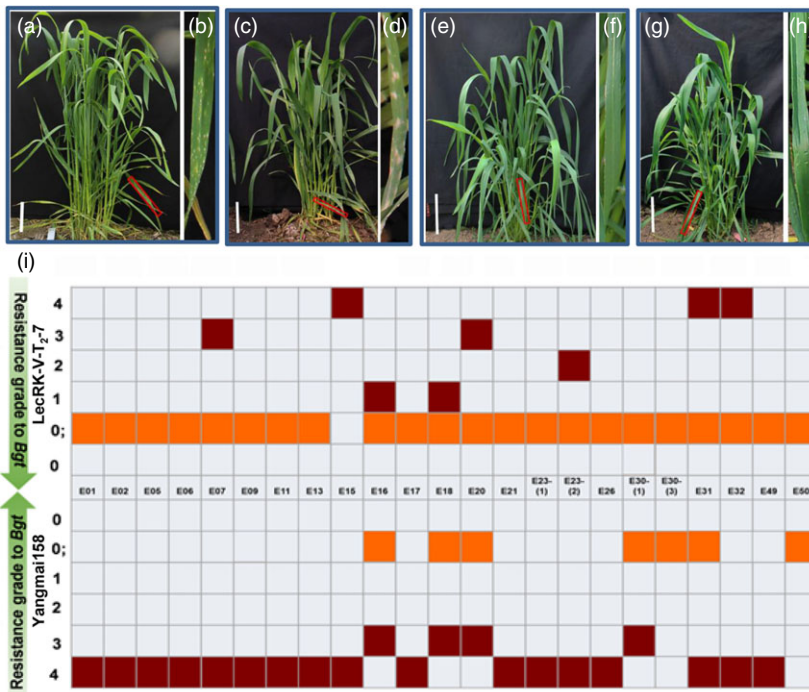 (a)
(b)
(c)
(d)
(e)
(f)
(g)
(h
(i)
Resistance grade to Bgt
LecRK-V-T2-7
4
3
2
1
0;
0
E01 E02 E05 E06 E07 E09 E11 E13 E15 E16 E17 E18 E20 E21 E23-(1) E23-(2) E26 E30-(1) E30-(3) E31 E32 E49 E50
Resistance grade to Bgt
Yangmai158
0
0;
1
2
3
4